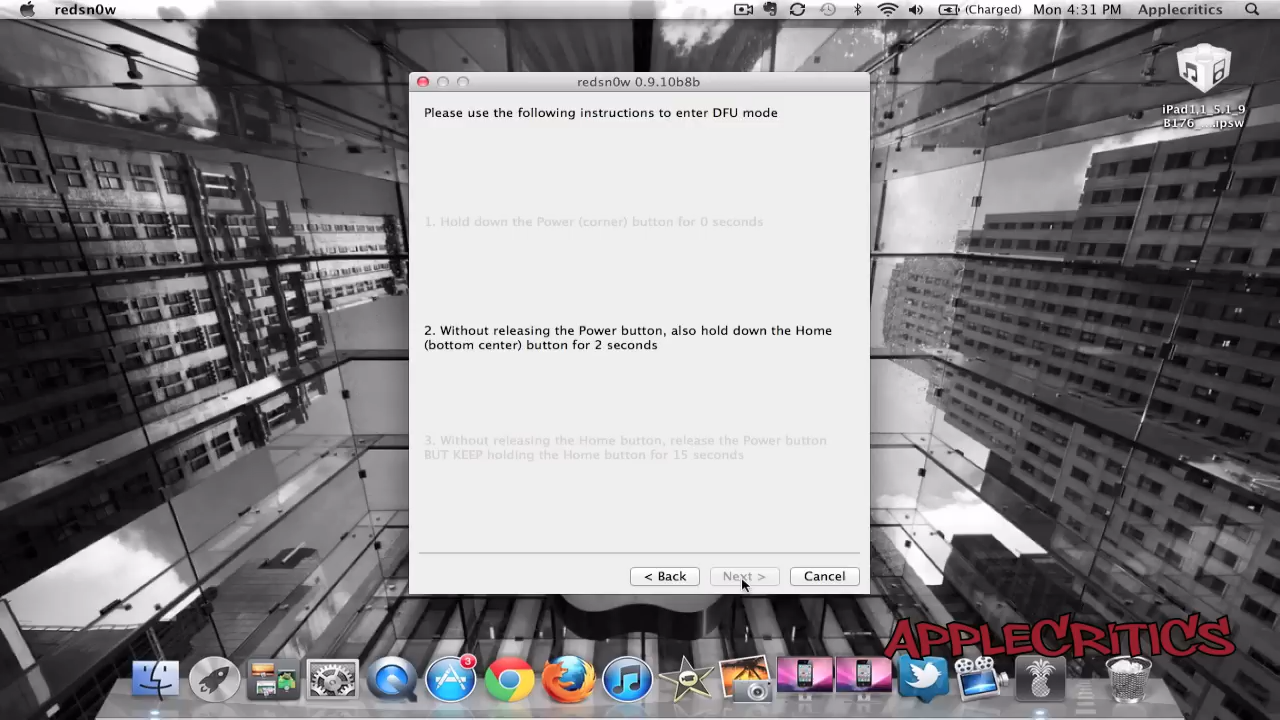 redsn0w
(Charged)
Mon 4:31 PM
Applecritics
redsn0w 0.9.10b8b
Please use the following instructions to enter DFU mode
iPad1,1_5.1_9
B176_....ipsw
1. Hold down the Power (corner) button for 0 seconds
2. Without releasing the Power button, also hold down the Home
(bottom center) button for 2 seconds
3. Without releasing the Home button, release the Power button
BUT KEEP holding the Home button for 15 seconds
< Back
Next >
Cancel
APPLECRITICS
3